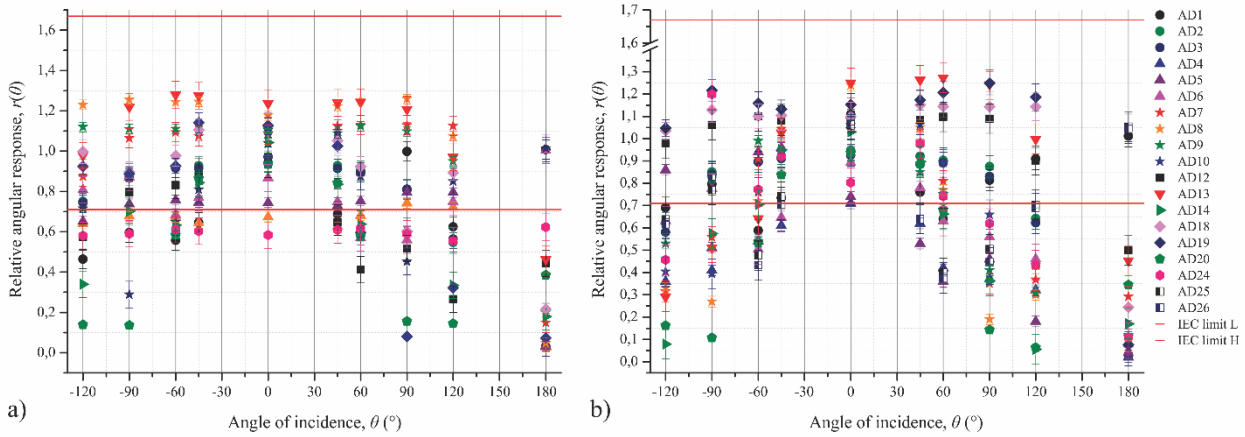 1,6
1,4
1,2
1,0
0,8
0,6
0,4
0,2
0,0
Relative angular response, r(θ)
-120 -90 -60 -30 0 30 60 90 120 150 180
Angle of incidence, θ (°)
a)
1,7
1,6
1,2
1,1
1,0
0,9
0,8
0,7
0,6
0,5
0,4
0,3
0,2
0,1
0,0
Relative angular response, r(θ)
-120 -90 -60 -30 0 30 60 90 120 150 180
Angle of incidence, θ (°)
b)
AD1
AD2
AD3
AD4
AD5
AD6
AD7
AD8
AD9
AD10
AD12
AD13
AD14
AD18
AD19
AD20
AD24
AD25
AD26
IEC limit L
IEC limit H